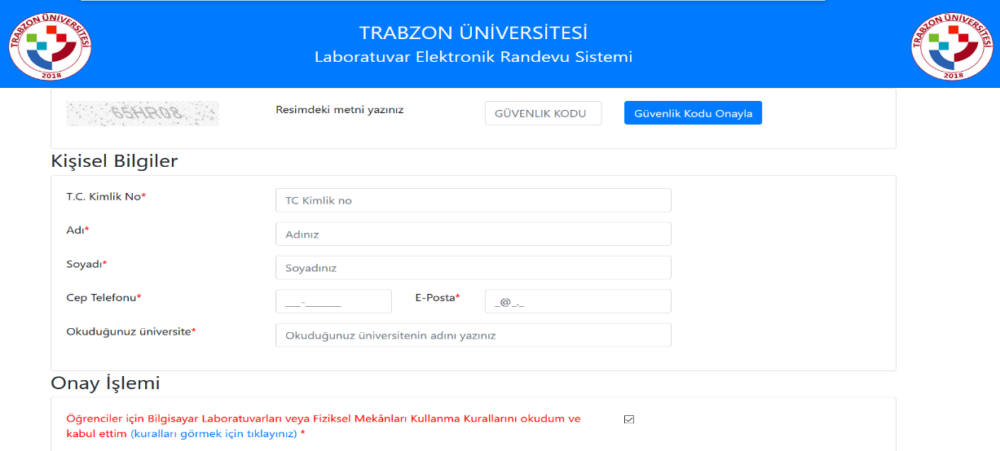 TRABZON ÜNİVERSİTESİ
Laboratuvar Elektronik Randevu Sistemi
TRABZON ÜNİVERSİTESİ
2018
TRABZON ÜNİVERSİTESİ
2018
65HR08
Resimdeki metni yazınız
GÜVENLIK KODU
Güvenlik Kodu Onayla
Kişisel Bilgiler
T.C. Kimlik No*
TC Kimlik no
Adı*
Adınız
Soyadı*
Soyadınız
Cep Telefonu*
___-_______
E-Posta*
_@_._
Okuduğunuz üniversite*
Okuduğunuz üniversitenin adını yazınız
Onay İşlemi
Öğrenciler için Bilgisayar Laboratuvarları veya Fiziksel Mekânları Kullanma Kurallarını okudum ve
kabul ettim (kuralları görmek için tıklayınız) *